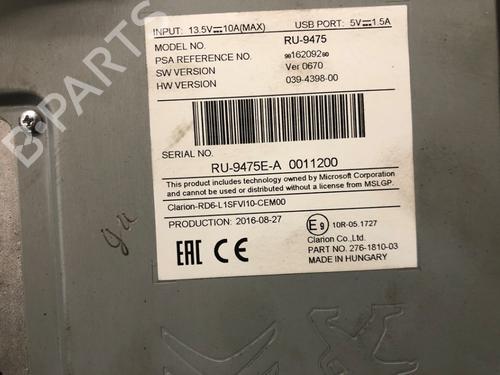 INPUT: 13.5V⎓10A(MAX) USB PORT: 5V⎓1.5A
MODEL NO. RU-9475
PSA REFERENCE NO. 9816209280
SW VERSION Ver 0670
HW VERSION 039-4398-00
SERIAL NO.
RU-9475E-A 0011200
This product includes technology owned by Microsoft Corporation
and cannot be used or distributed without a license from MSLGP.
Clarion-RD6-L1SFVI10-CEM00
PRODUCTION: 2016-08-27
E9 10R-05.1727
EAC CE
Clarion Co.,Ltd.
PART NO. 276-1810-03
MADE IN HUNGARY
B-PARTS